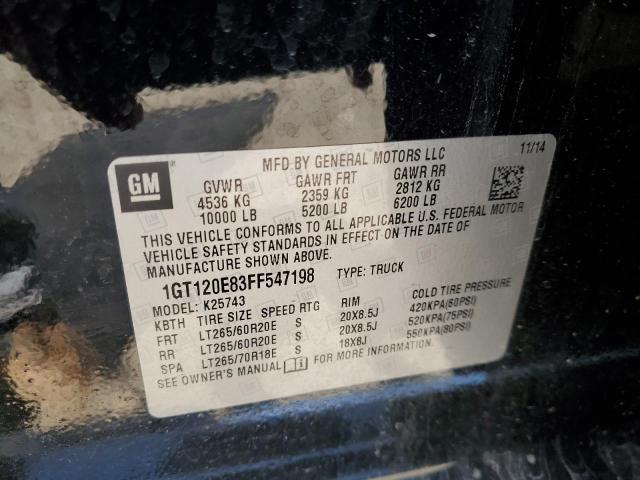 GM
MFD BY GENERAL MOTORS LLC 11/14
GVWR GAWR FRT GAWR RR
4536 KG 2359 KG 2812 KG
10000 LB 5200 LB 6200 LB
THIS VEHICLE CONFORMS TO ALL APPLICABLE U.S. FEDERAL MOTOR
VEHICLE SAFETY STANDARDS IN EFFECT ON THE DATE OF
MANUFACTURE SHOWN ABOVE.
1GT120E83FF547198 TYPE: TRUCK
MODEL: K25743
KBTH TIRE SIZE SPEED RTG RIM COLD TIRE PRESSURE
FRT LT265/60R20E S 20X8.5J 420KPA(60PSI)
RR LT265/60R20E S 20X8.5J 520KPA(75PSI)
SPA LT265/70R18E S 18X8J 550KPA(80PSI)
SEE OWNER'S MANUAL FOR MORE INFORMATION.